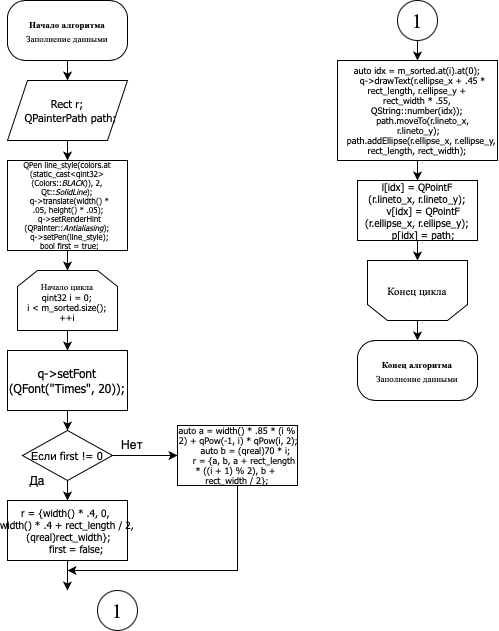 Начало алгоритма
Заполнение данными
Rect r;
QPainterPath path;
QPen line_style(colors.at
(static_cast<qint32>
(Colors::BLACK)), 2,
Qt::SolidLine);
q->translate(width() *
.05, height() * .05);
q->setRenderHint
(QPainter::Antialiasing);
q->setPen(line_style);
bool first = true;
Начало цикла
qint32 i = 0;
i < m_sorted.size();
++i
q->setFont
(QFont("Times", 20));
Если first != 0
Нет
Да
auto a = width() * .85 * (i %
2) + qPow(-1, i) * qPow(i, 2);
auto b = (qreal)70 * i;
r = {a, b, a + rect_length
* ((i + 1) % 2), b +
rect_width / 2};
r = {width() * .4, 0,
width() * .4 + rect_length / 2,
(qreal)rect_width};
first = false;
1
1
auto idx = m_sorted.at(i).at(0);
q->drawText(r.ellipse_x + .45 *
rect_length, r.ellipse_y +
rect_width * .55,
QString::number(idx));
path.moveTo(r.lineto_x,
r.lineto_y);
path.addEllipse(r.ellipse_x, r.ellipse_y,
rect_length, rect_width);
l[idx] = QPointF
(r.lineto_x, r.lineto_y);
v[idx] = QPointF
(r.ellipse_x, r.ellipse_y);
p[idx] = path;
Конец цикла
Конец алгоритма
Заполнение данными